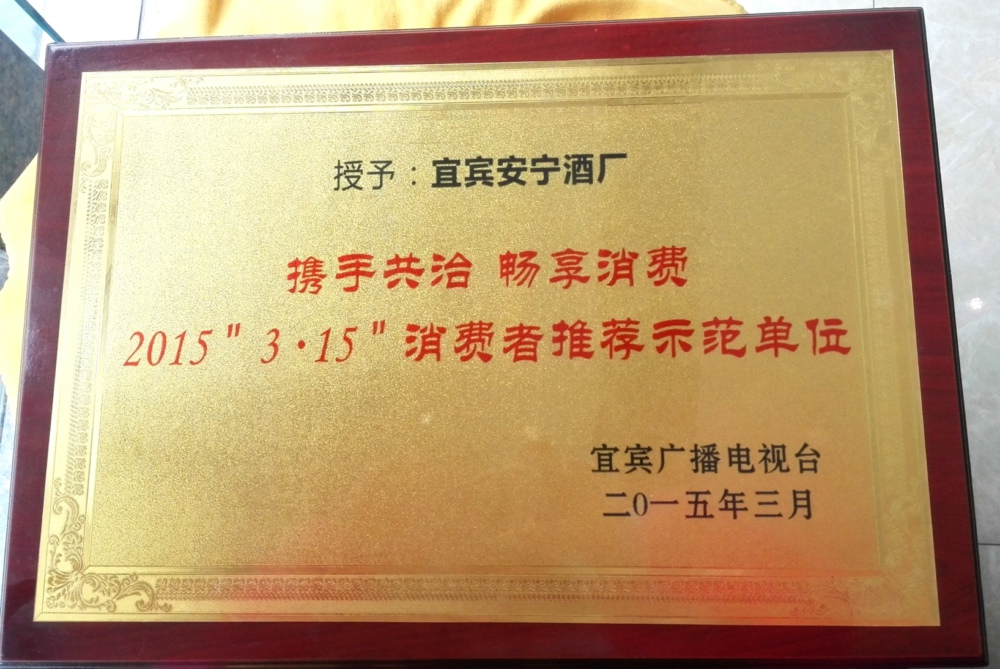 授予：宜宾安宁酒厂
携手共治 畅享消费
2015"3·15"消费者推荐示范单位
宜宾广播电视台
二0一五年三月